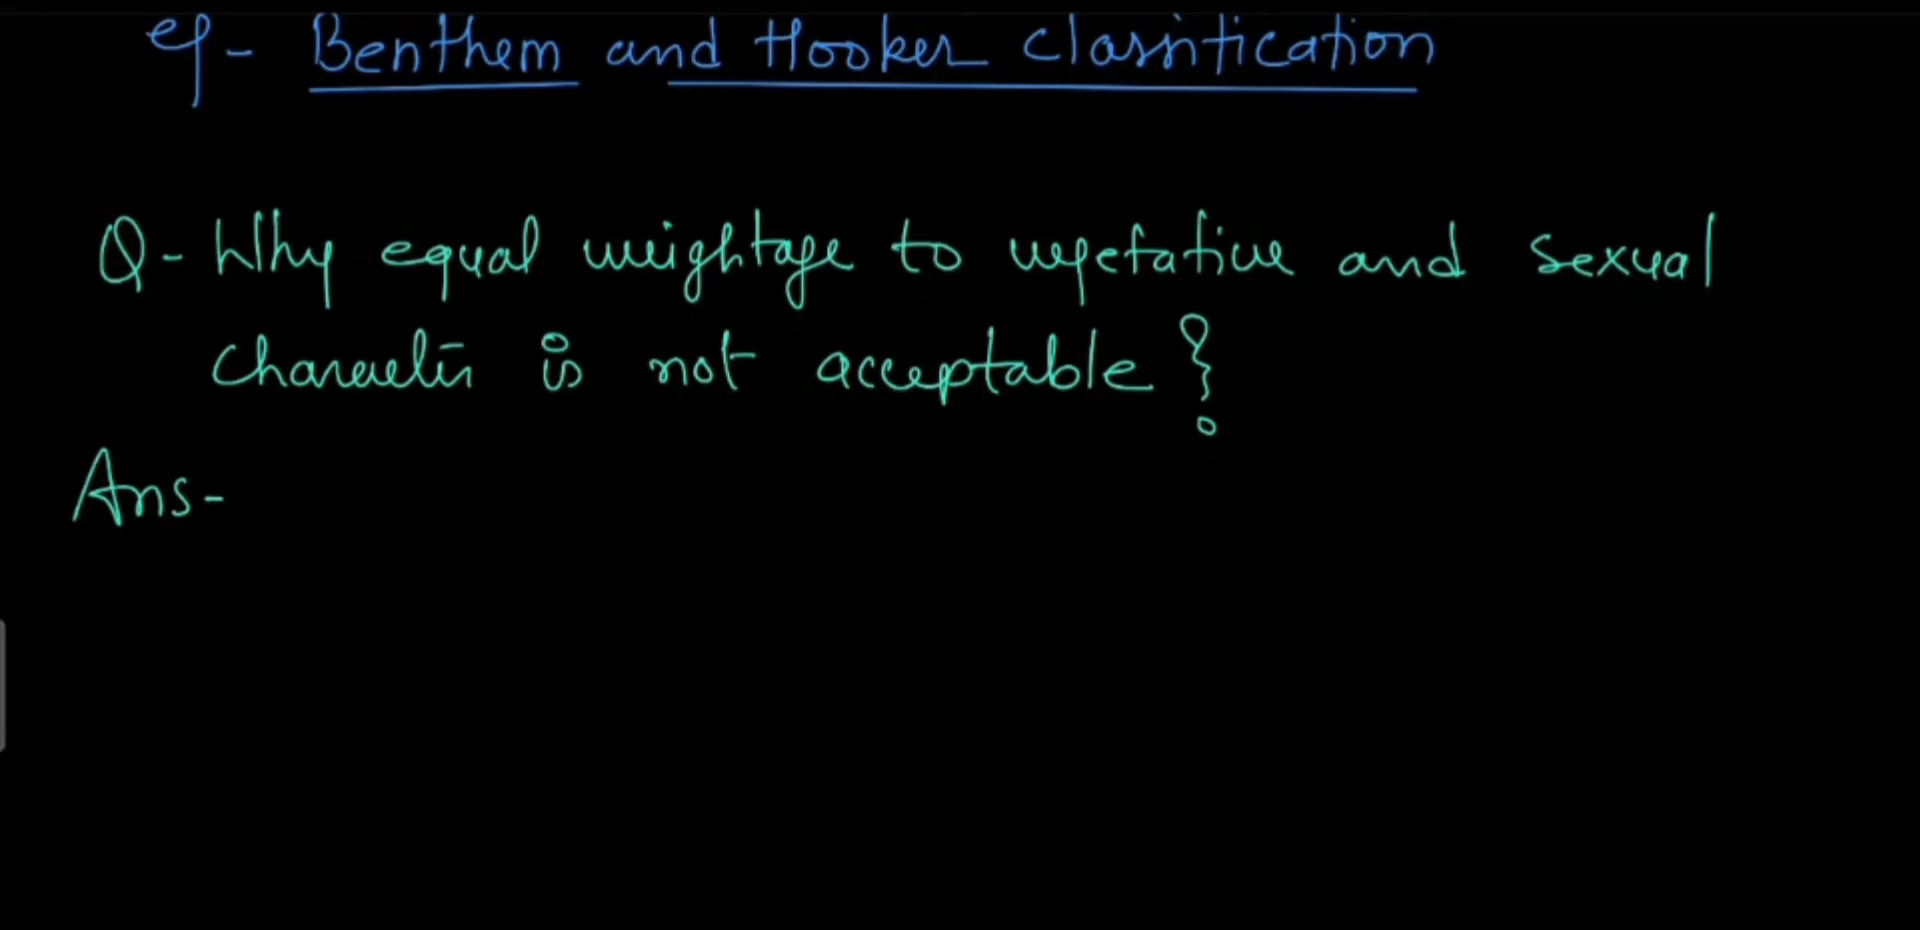 eg- Benthem and Hooker Classification
Q- Why equal weightage to vegetative and sexual
character is not acceptable?
Ans-